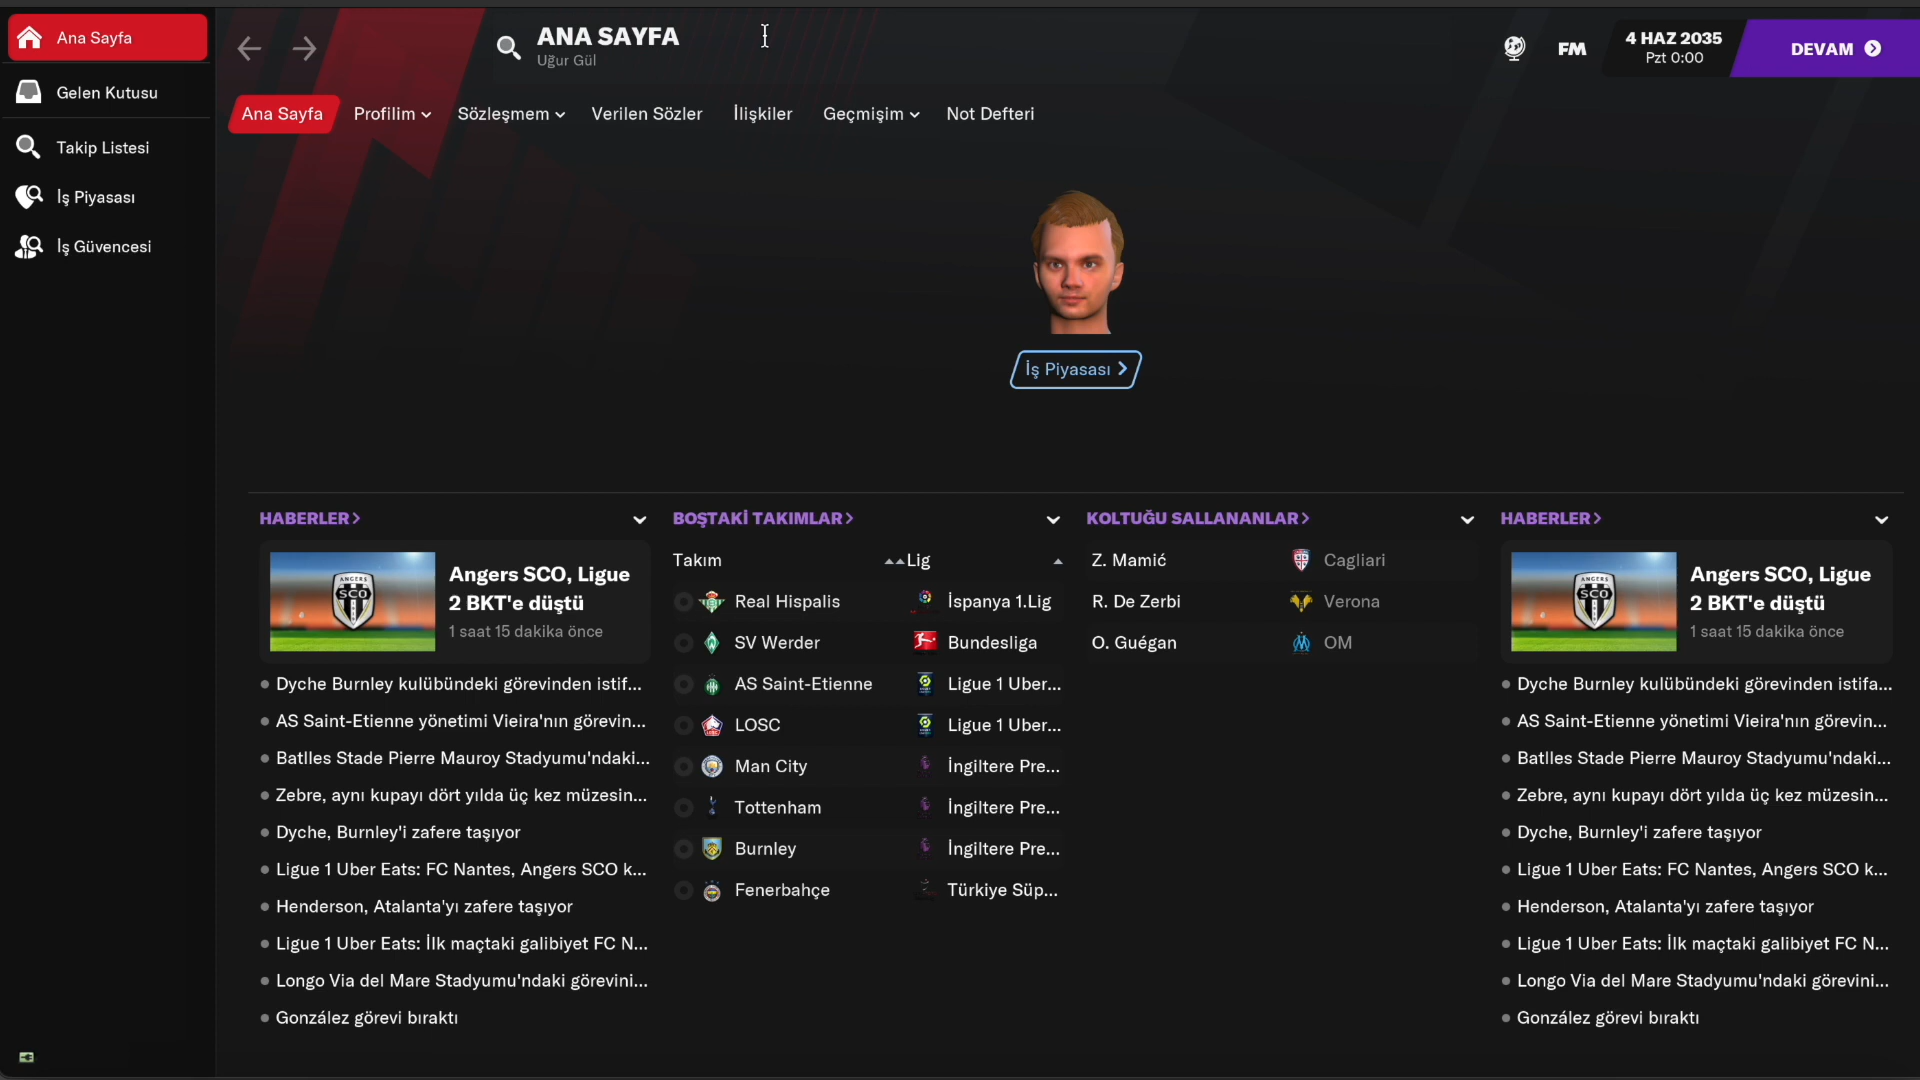 Ana Sayfa
Gelen Kutusu
Takip Listesi
İş Piyasası
İş Güvencesi
ANA SAYFA
Uğur Gül
FM
4 HAZ 2035
Pzt 0:00
DEVAM
Ana Sayfa
Profilim
Sözleşmem
Verilen Sözler
İlişkiler
Geçmişim
Not Defteri
İş Piyasası
HABERLER
Angers SCO, Ligue
2 BKT'e düştü
1 saat 15 dakika önce
Dyche Burnley kulübündeki görevinden istif...
AS Saint-Etienne yönetimi Vieira'nın görevin...
Batlles Stade Pierre Mauroy Stadyumu'ndaki...
Zebre, aynı kupayı dört yılda üç kez müzesin...
Dyche, Burnley'i zafere taşıyor
Ligue 1 Uber Eats: FC Nantes, Angers SCO k...
Henderson, Atalanta'yı zafere taşıyor
Ligue 1 Uber Eats: İlk maçtaki galibiyet FC N...
Longo Via del Mare Stadyumu'ndaki görevini...
González görevi bıraktı
BOŞTAKİ TAKIMLAR
Takım Lig
Real Hispalis İspanya 1.Lig
SV Werder Bundesliga
AS Saint-Etienne Ligue 1 Uber...
LOSC Ligue 1 Uber...
Man City İngiltere Pre...
Tottenham İngiltere Pre...
Burnley İngiltere Pre...
Fenerbahçe Türkiye Süp...
KOLTUĞU SALLANANLAR
Z. Mamić Cagliari
R. De Zerbi Verona
O. Guégan OM
HABERLER
ANGERS
SCO
Angers SCO, Ligue
2 BKT'e düştü
1 saat 15 dakika önce
Dyche Burnley kulübündeki görevinden istifa...
AS Saint-Etienne yönetimi Vieira'nın görevin...
Batlles Stade Pierre Mauroy Stadyumu'ndaki...
Zebre, aynı kupayı dört yılda üç kez müzesin...
Dyche, Burnley'i zafere taşıyor
Ligue 1 Uber Eats: FC Nantes, Angers SCO k...
Henderson, Atalanta'yı zafere taşıyor
Ligue 1 Uber Eats: İlk maçtaki galibiyet FC N...
Longo Via del Mare Stadyumu'ndaki görevini...
González görevi bıraktı